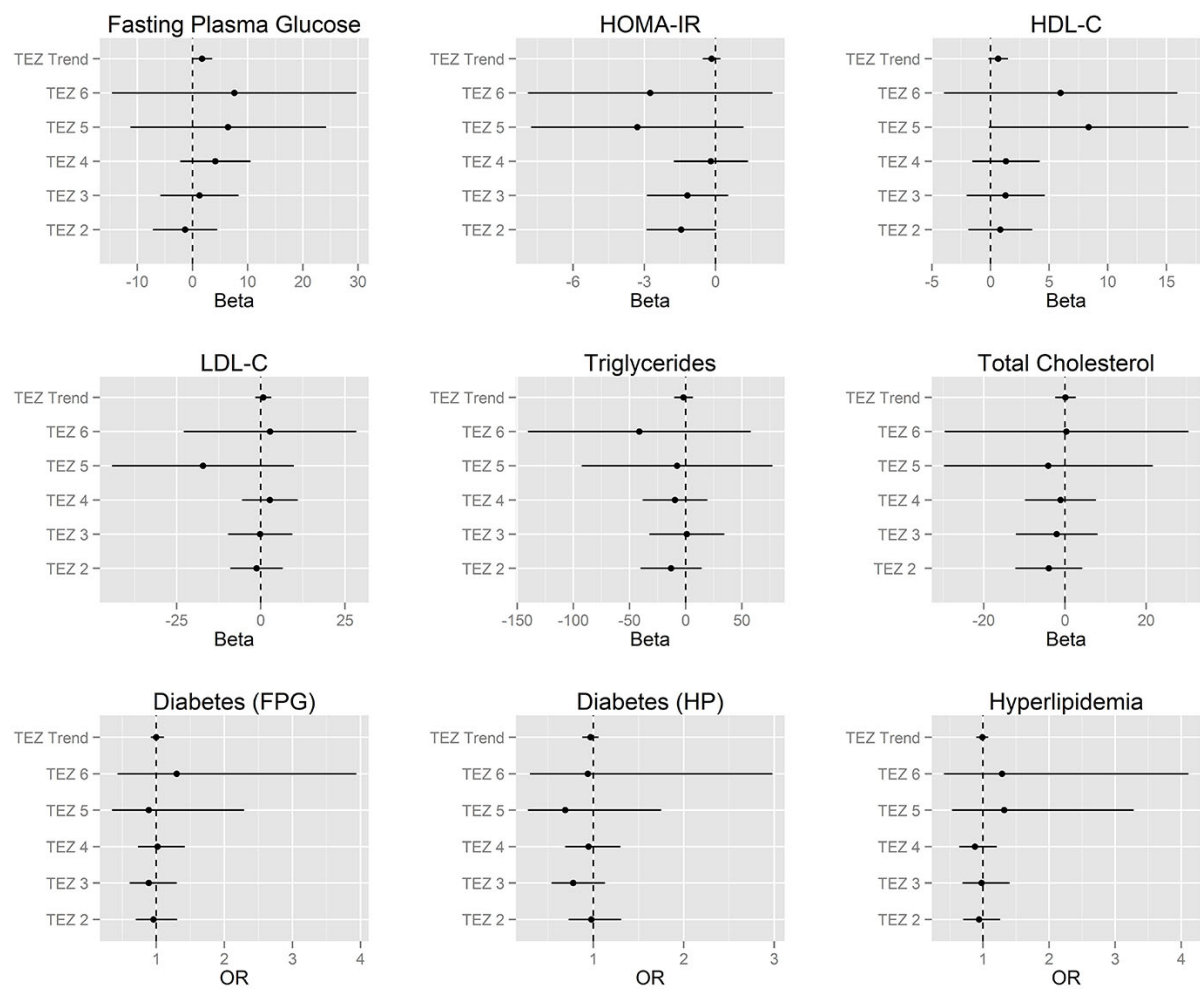 Fasting Plasma Glucose
TEZ Trend
TEZ 6
TEZ 5
TEZ 4
TEZ 3
TEZ 2
-10 0 10 20 30
Beta
HOMA-IR
TEZ Trend
TEZ 6
TEZ 5
TEZ 4
TEZ 3
TEZ 2
-6 -3 0
Beta
HDL-C
TEZ Trend
TEZ 6
TEZ 5
TEZ 4
TEZ 3
TEZ 2
-5 0 5 10 15
Beta
LDL-C
TEZ Trend
TEZ 6
TEZ 5
TEZ 4
TEZ 3
TEZ 2
-25 0 25
Beta
Triglycerides
TEZ Trend
TEZ 6
TEZ 5
TEZ 4
TEZ 3
TEZ 2
-150 -100 -50 0 50
Beta
Total Cholesterol
TEZ Trend
TEZ 6
TEZ 5
TEZ 4
TEZ 3
TEZ 2
-20 0 20
Beta
Diabetes (FPG)
TEZ Trend
TEZ 6
TEZ 5
TEZ 4
TEZ 3
TEZ 2
1 2 3 4
OR
Diabetes (HP)
TEZ Trend
TEZ 6
TEZ 5
TEZ 4
TEZ 3
TEZ 2
1 2 3
OR
Hyperlipidemia
TEZ Trend
TEZ 6
TEZ 5
TEZ 4
TEZ 3
TEZ 2
1 2 3 4
OR